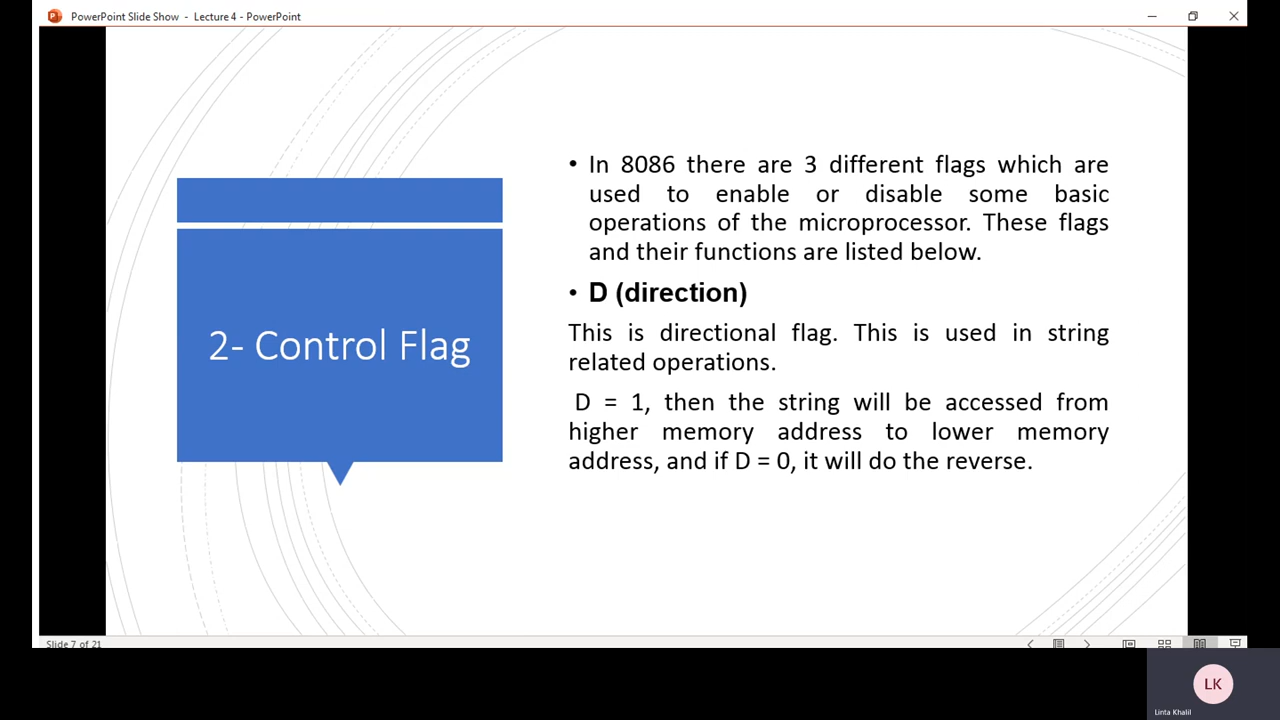 PowerPoint Slide Show - Lecture 4 - PowerPoint
2- Control Flag
• In 8086 there are 3 different flags which are
used to enable or disable some basic
operations of the microprocessor. These flags
and their functions are listed below.
• D (direction)
This is directional flag. This is used in string
related operations.
D = 1, then the string will be accessed from
higher memory address to lower memory
address, and if D = 0, it will do the reverse.
Slide 7 of 21
LK
Linta Khalil